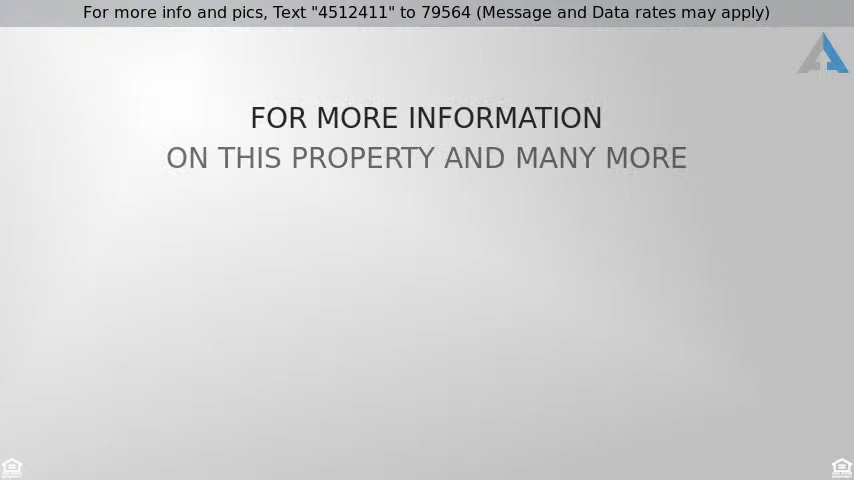 For more info and pics, Text "4512411" to 79564 (Message and Data rates may apply)
FOR MORE INFORMATION
ON THIS PROPERTY AND MANY MORE